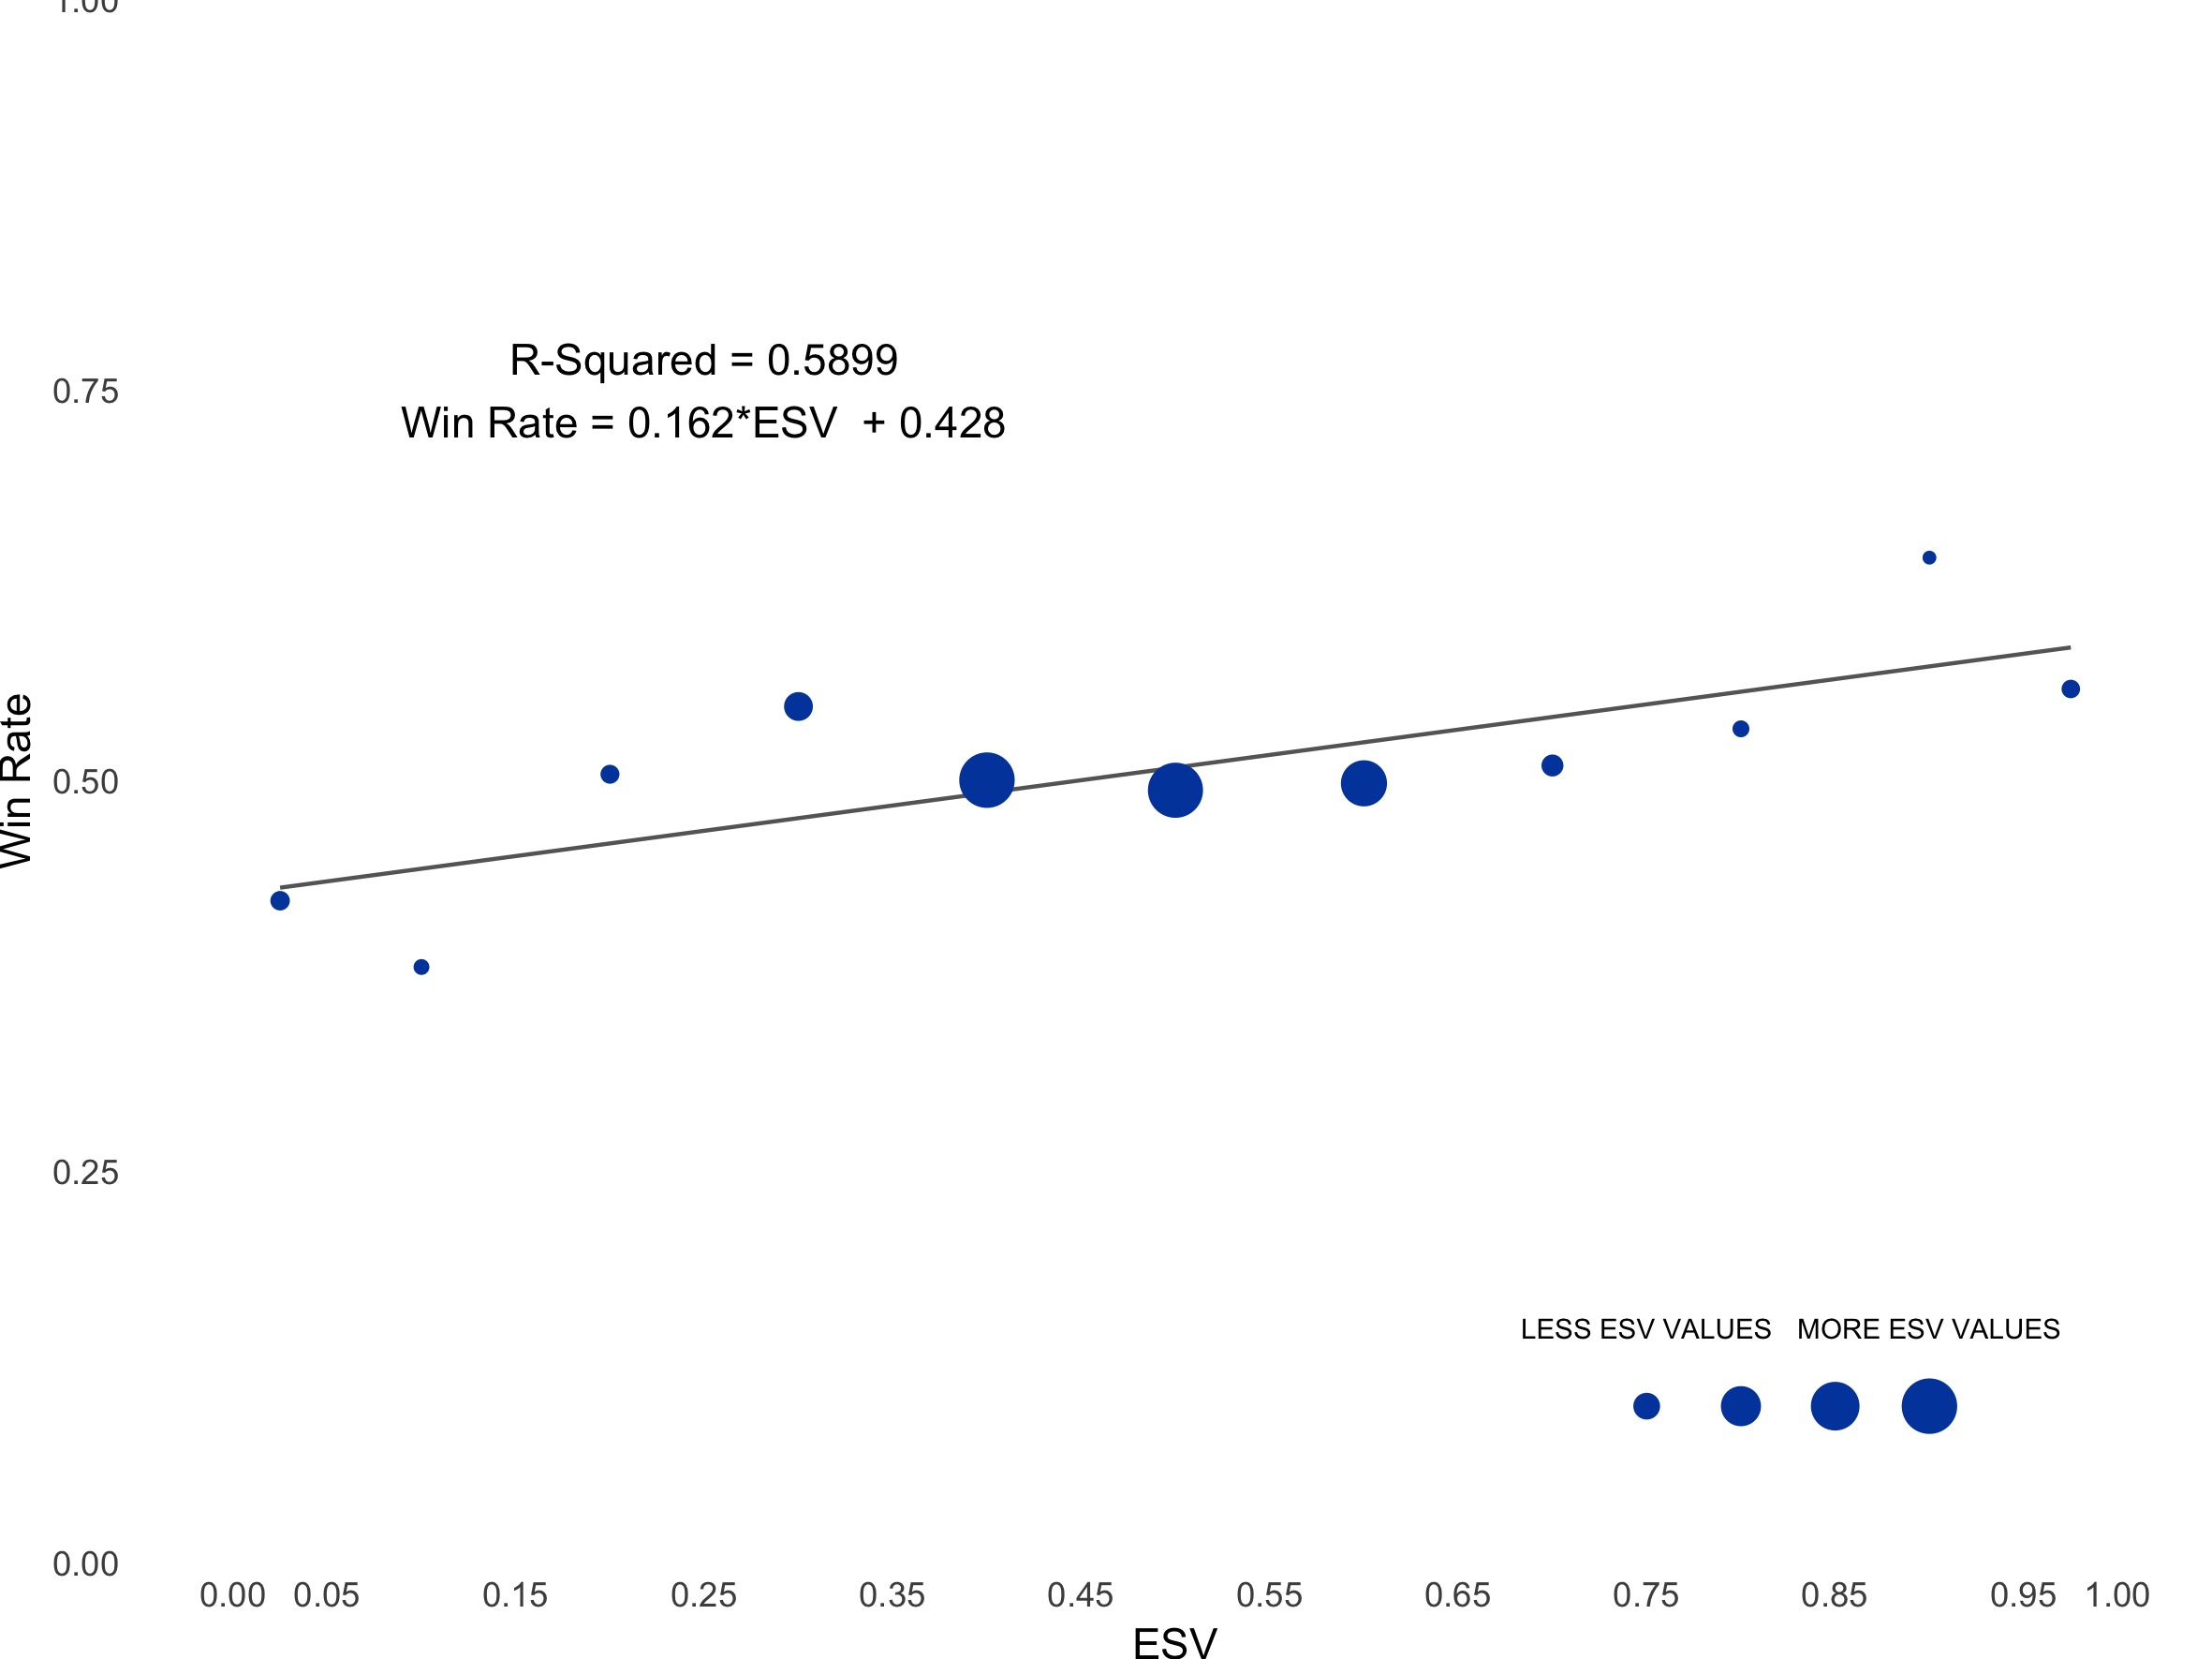 1.00
R-Squared = 0.5899
0.75
Win Rate = 0.162*ESV + 0.428
Win Rate
0.50
0.25
LESS ESV VALUES MORE ESV VALUES
0.00
0.00 0.05 0.15 0.25 0.35 0.45 0.55 0.65 0.75 0.85 0.95 1.00
ESV